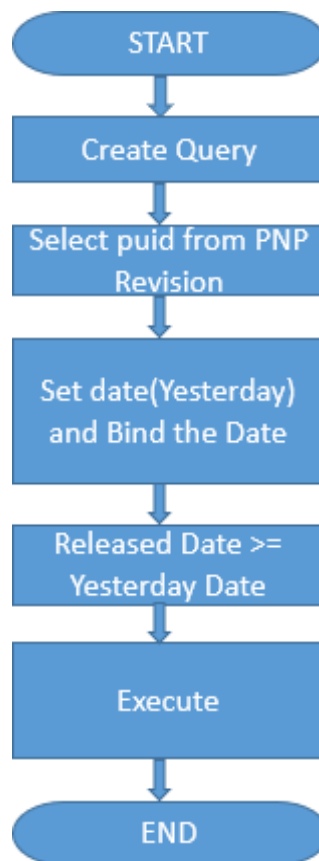 START
Create Query
Select puid from PNP
Revision
Set date(Yesterday)
and Bind the Date
Released Date >=
Yesterday Date
Execute
END